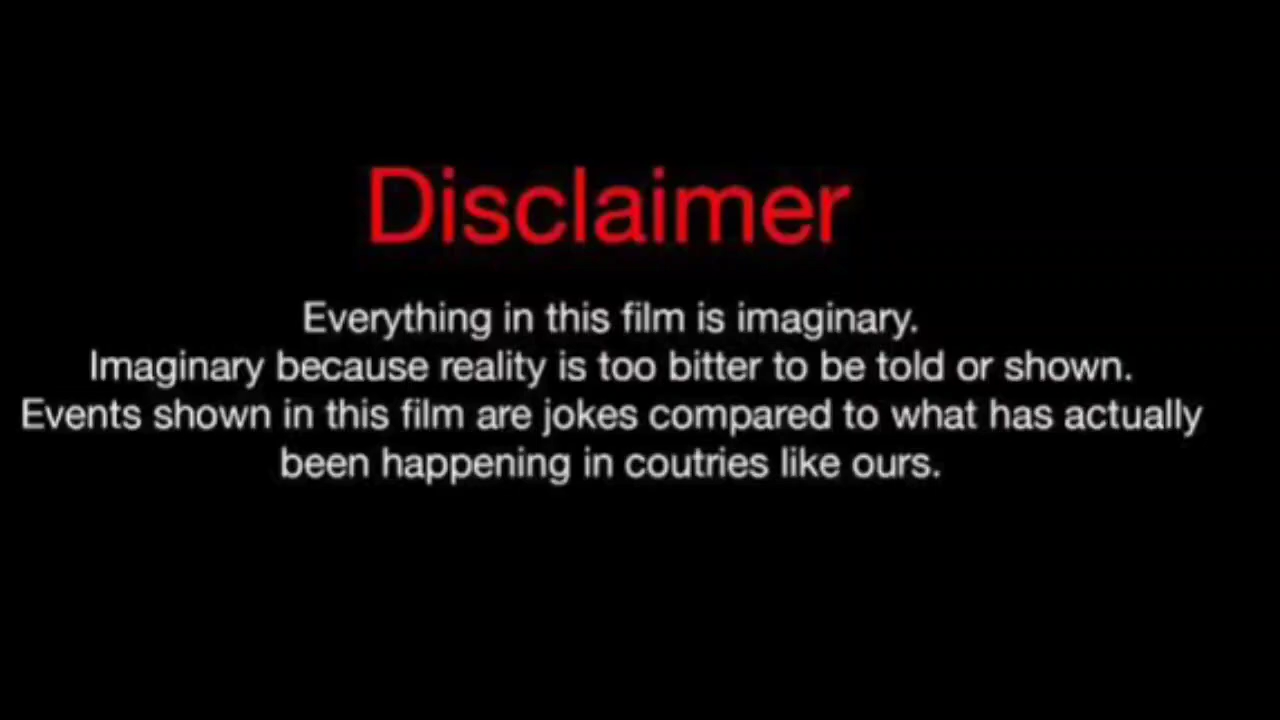 Disclaimer
Everything in this film is imaginary.
Imaginary because reality is too bitter to be told or shown.
Events shown in this film are jokes compared to what has actually
been happening in coutries like ours.